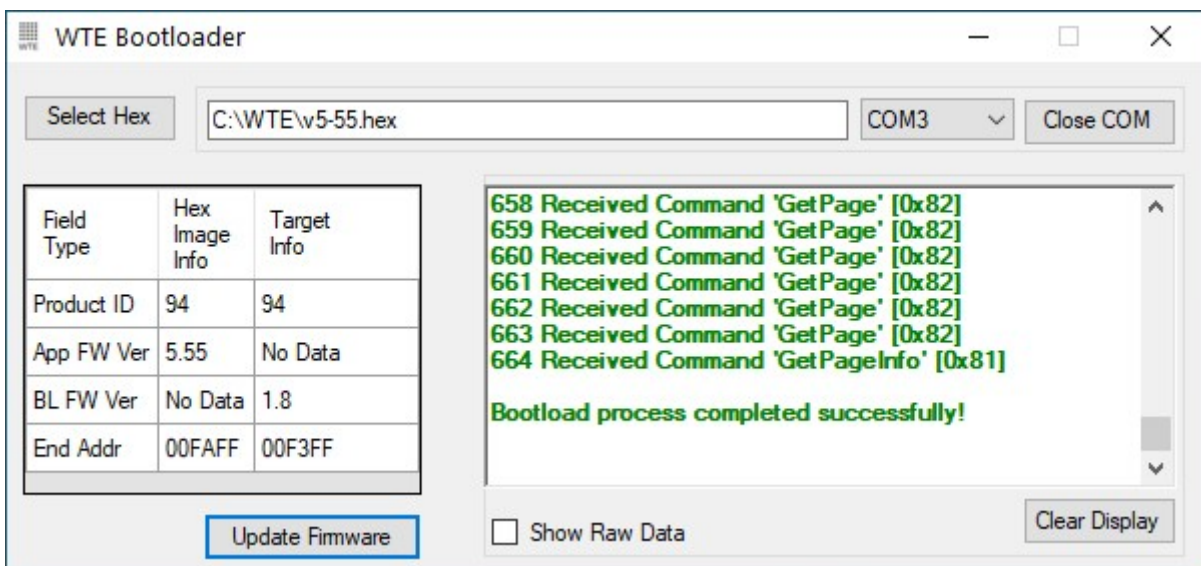 WTE Bootloader
Select Hex
C:\WTE\v5-55.hex
COM3
Close COM
Field Type
Hex Image Info
Target Info
Product ID
94
94
App FW Ver
5.55
No Data
BL FW Ver
No Data
1.8
End Addr
00FAFF
00F3FF
Update Firmware
658 Received Command 'GetPage' [0x82]
659 Received Command 'GetPage' [0x82]
660 Received Command 'GetPage' [0x82]
661 Received Command 'GetPage' [0x82]
662 Received Command 'GetPage' [0x82]
663 Received Command 'GetPage' [0x82]
664 Received Command 'GetPageInfo' [0x81]
Bootload process completed successfully!
Show Raw Data
Clear Display